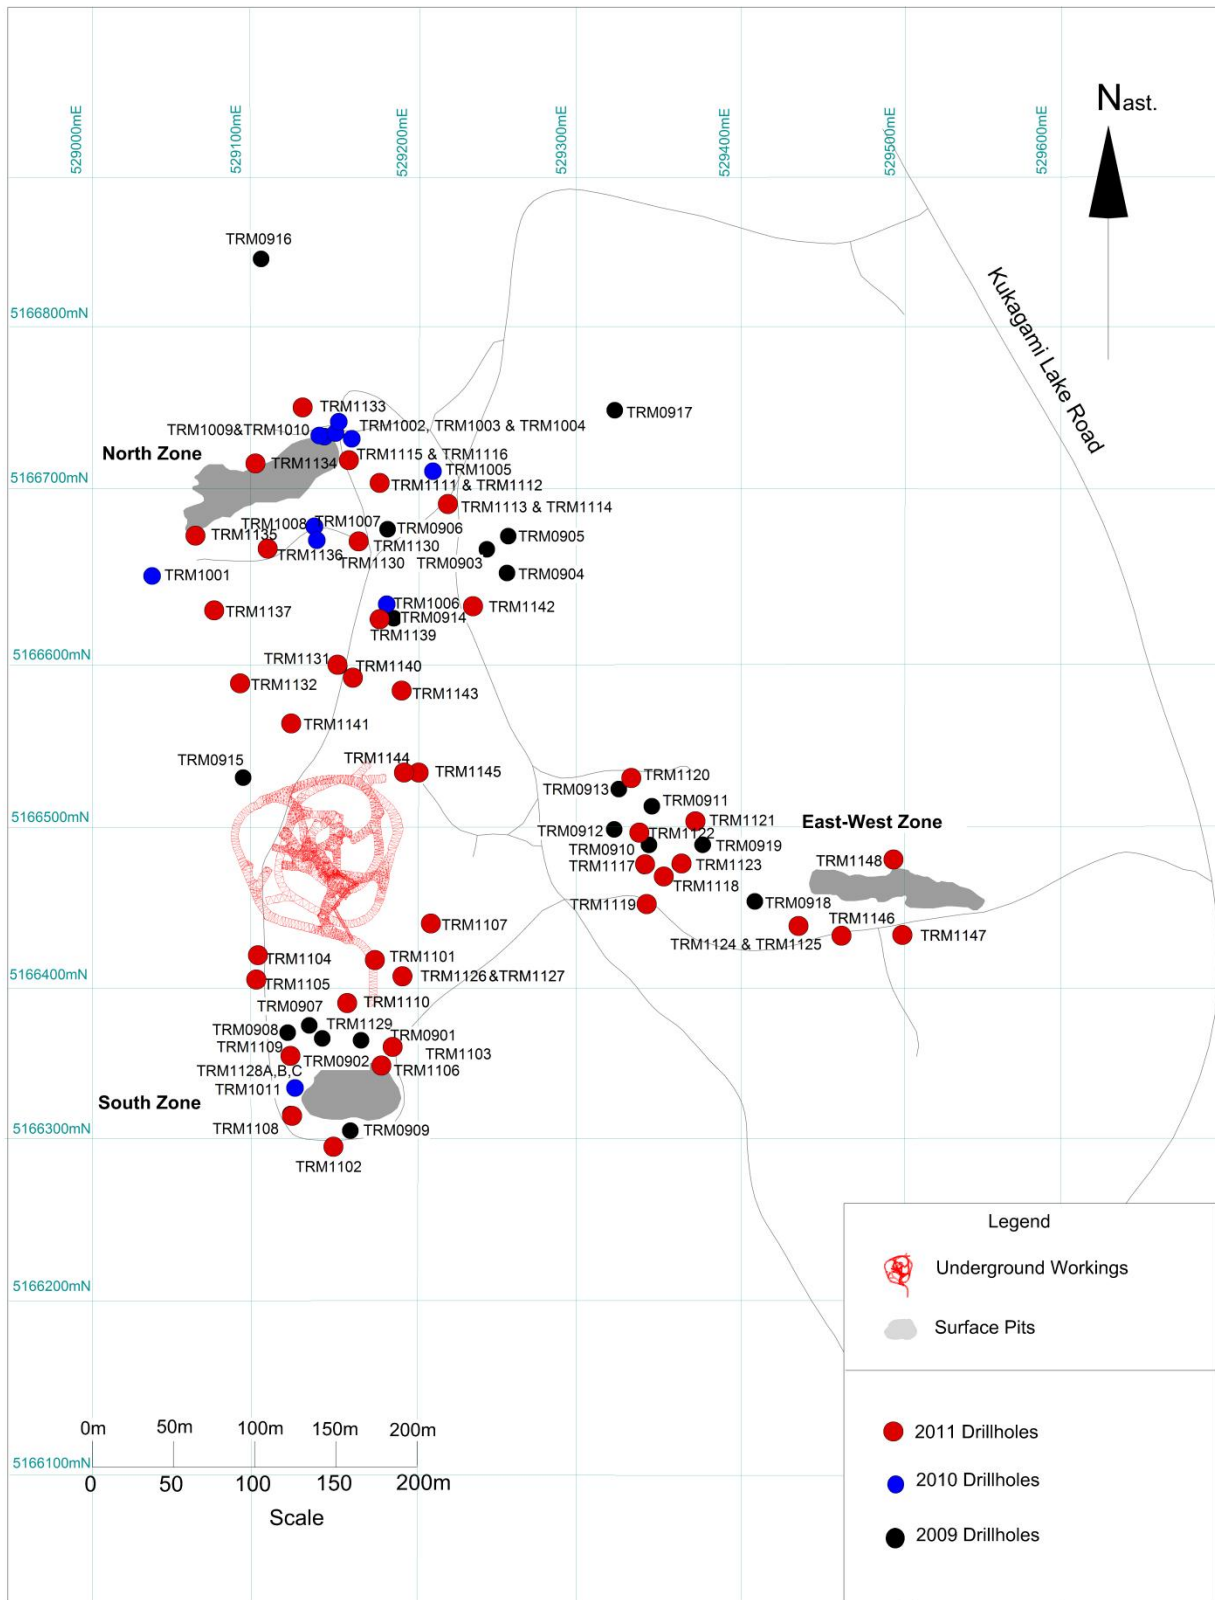 Nast.
529000mE
529100mE
529200mE
529300mE
529400mE
529500mE
529600mE
Kukagami Lake Road
TRM0916
5166800mN
TRM1133
TRM0917
TRM1002, TRM1003 & TRM1004
TRM1009&TRM1010
North Zone
TRM1134
TRM1115 & TRM1116
TRM1005
5166700mN
TRM1111 & TRM1112
TRM1113 & TRM1114
TRM1008
TRM1007
TRM0906
TRM0905
TRM1135
TRM1136
TRM1130
TRM1130
TRM0903
TRM0904
TRM1001
TRM1006
TRM1142
TRM1137
TRM0914
TRM1139
5166600mN
TRM1131
TRM1140
TRM1132
TRM1143
TRM1141
TRM0915
TRM1144
TRM1145
TRM1120
TRM0913
TRM0911
5166500mN
TRM1121
East-West Zone
TRM0912
TRM1122
TRM0910
TRM0919
TRM1117
TRM1123
TRM1148
TRM1118
TRM1119
TRM0918
TRM1107
TRM1146
TRM1124 & TRM1125
TRM1147
TRM1104
TRM1101
5166400mN
TRM1105
TRM1126&TRM1127
TRM1110
TRM0907
TRM0908
TRM1129
TRM0901
TRM1109
TRM0902
TRM1103
TRM1128A,B,C
TRM1106
TRM1011
South Zone
TRM1108
TRM0909
5166300mN
TRM1102
5166200mN
Legend
Underground Workings
Surface Pits
2011 Drillholes
2010 Drillholes
2009 Drillholes
0m 50m 100m 150m 200m
5166100mN
0 50 100 150 200m
Scale